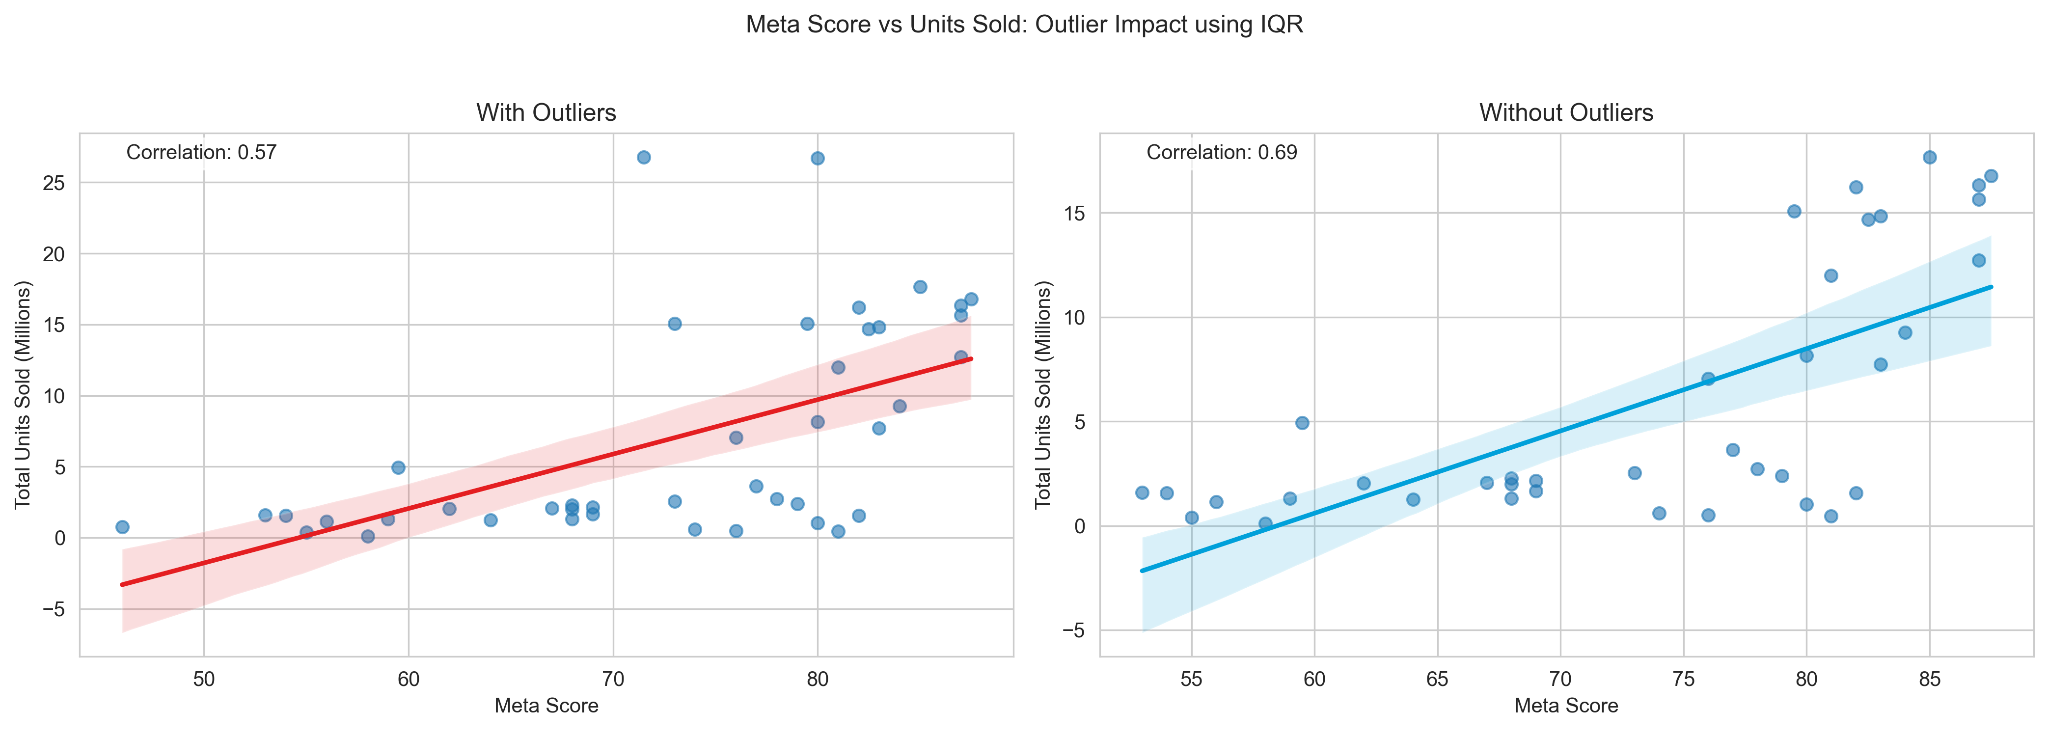 Meta Score vs Units Sold: Outlier Impact using IQR
With Outliers
Correlation: 0.57
Total Units Sold (Millions)
25
20
15
10
5
0
−5
50 60 70 80
Meta Score
Without Outliers
Correlation: 0.69
Total Units Sold (Millions)
15
10
5
0
−5
55 60 65 70 75 80 85
Meta Score